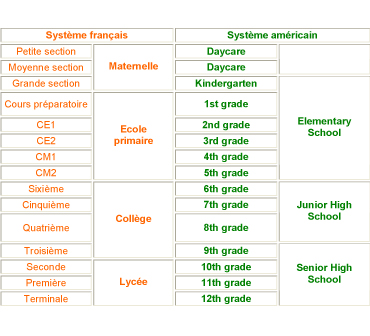 Système français Système américain
Petite section Daycare
Maternelle
Moyenne section Daycare
Grande section Kindergarten
Cours préparatoire 1st grade
Elementary
School
CE1 2nd grade
Ecole
primaire
CE2 3rd grade
CM1 4th grade
CM2 5th grade
Sixième 6th grade
Cinquième 7th grade
Junior High
School
Collège
Quatrième 8th grade
Troisième 9th grade
Seconde 10th grade
Senior High
School
Lycée
Première 11th grade
Terminale 12th grade